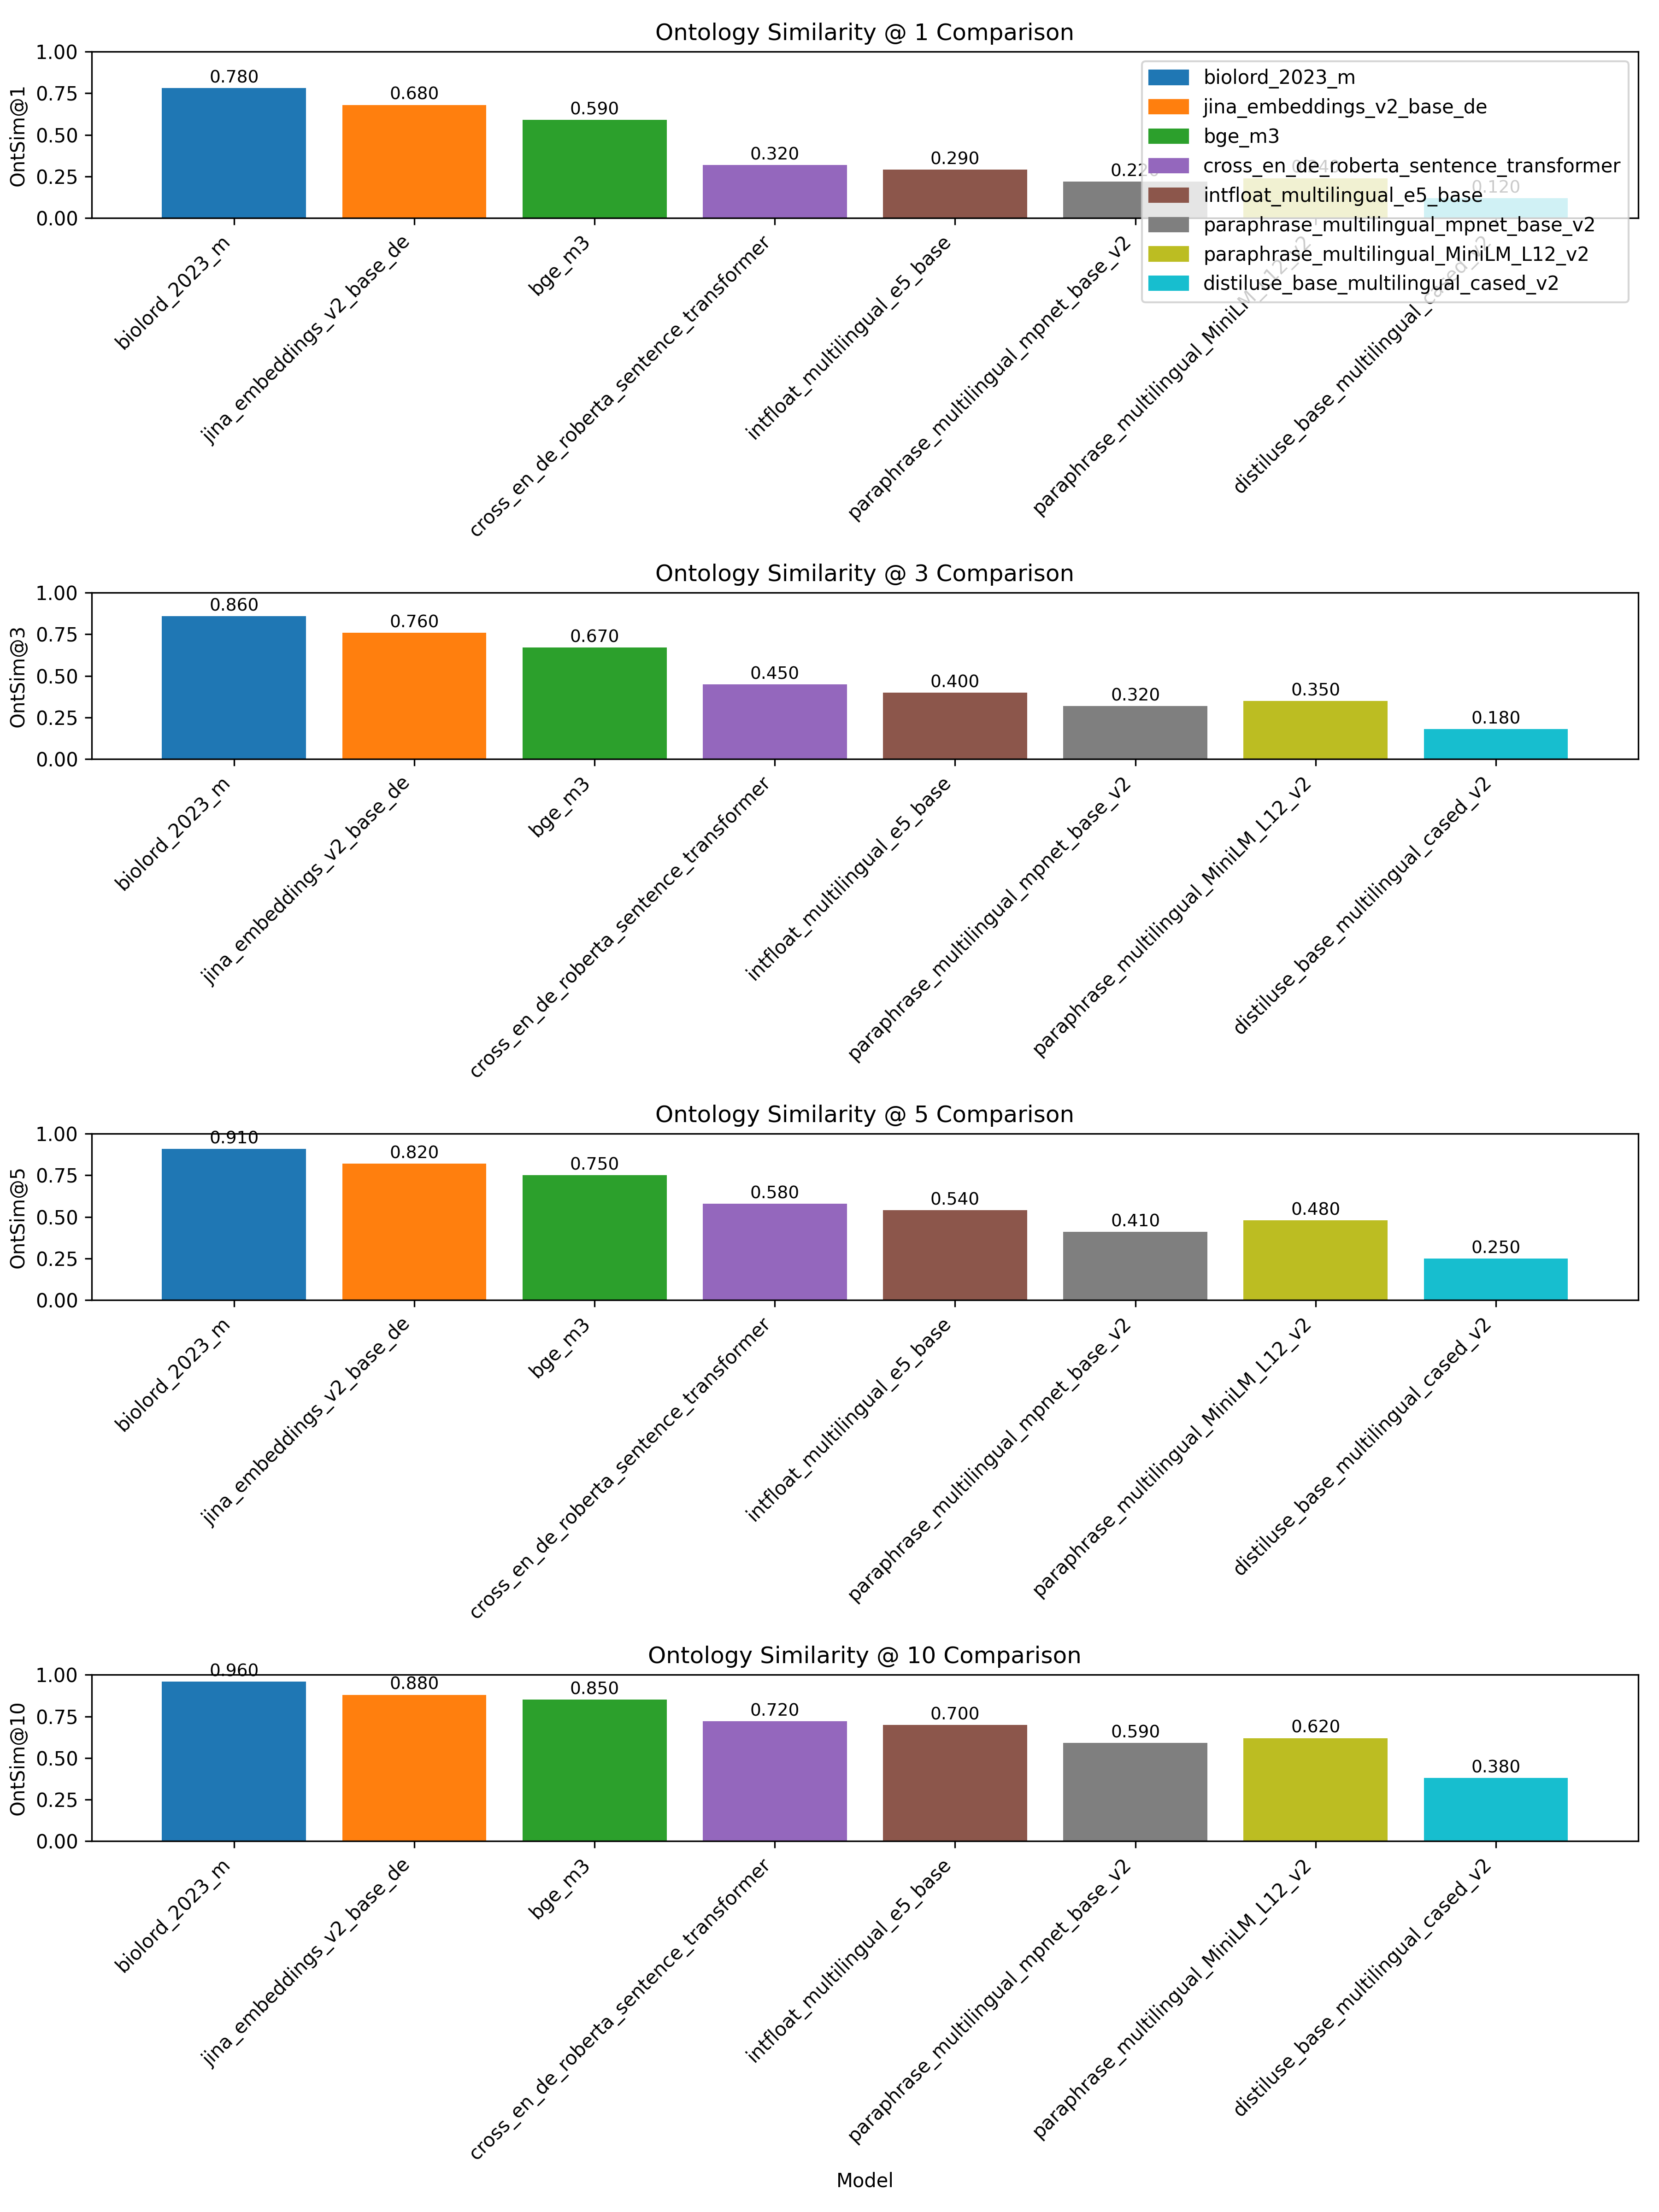 Ontology Similarity @ 1 Comparison
OntSim@1
1.00
0.75
0.50
0.25
0.00
0.780
0.680
0.590
0.320
0.290
0.220
0.240
0.120
biolord_2023_m
jina_embeddings_v2_base_de
bge_m3
cross_en_de_roberta_sentence_transformer
intfloat_multilingual_e5_base
paraphrase_multilingual_mpnet_base_v2
paraphrase_multilingual_MiniLM_L12_v2
distiluse_base_multilingual_cased_v2
biolord_2023_m
jina_embeddings_v2_base_de
bge_m3
cross_en_de_roberta_sentence_transformer
intfloat_multilingual_e5_base
paraphrase_multilingual_mpnet_base_v2
paraphrase_multilingual_MiniLM_L12_v2
distiluse_base_multilingual_cased_v2
Ontology Similarity @ 3 Comparison
OntSim@3
1.00
0.75
0.50
0.25
0.00
0.860
0.760
0.670
0.450
0.400
0.320
0.350
0.180
biolord_2023_m
jina_embeddings_v2_base_de
bge_m3
cross_en_de_roberta_sentence_transformer
intfloat_multilingual_e5_base
paraphrase_multilingual_mpnet_base_v2
paraphrase_multilingual_MiniLM_L12_v2
distiluse_base_multilingual_cased_v2
Ontology Similarity @ 5 Comparison
OntSim@5
1.00
0.75
0.50
0.25
0.00
0.910
0.820
0.750
0.580
0.540
0.410
0.480
0.250
biolord_2023_m
jina_embeddings_v2_base_de
bge_m3
cross_en_de_roberta_sentence_transformer
intfloat_multilingual_e5_base
paraphrase_multilingual_mpnet_base_v2
paraphrase_multilingual_MiniLM_L12_v2
distiluse_base_multilingual_cased_v2
Ontology Similarity @ 10 Comparison
OntSim@10
1.00
0.75
0.50
0.25
0.00
0.960
0.880
0.850
0.720
0.700
0.590
0.620
0.380
biolord_2023_m
jina_embeddings_v2_base_de
bge_m3
cross_en_de_roberta_sentence_transformer
intfloat_multilingual_e5_base
paraphrase_multilingual_mpnet_base_v2
paraphrase_multilingual_MiniLM_L12_v2
distiluse_base_multilingual_cased_v2
Model